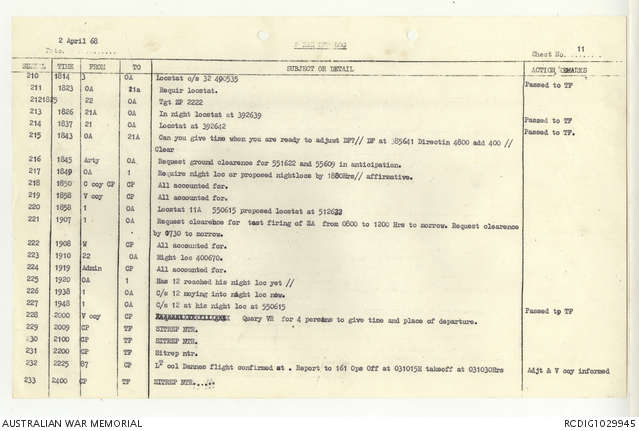 2 April 68
Date
Sheet No. 11
SERIAL TIME FROM TO SUBJECT OR DETAIL ACTION REMARKS
210 1814 3 OA Locstat c/s 32 490535
211 1823 OA 21a Requir locstat. Passed to TF
212 1825 22 OA Tgt NP 2222
213 1826 21A OA In night locstat at 392639
214 1837 21 OA Locstat at 392642 Passed to TF
215 1843 OA 21A Can you give time when you are ready to adjust DF?// DF at 385641 Directin 4800 add 400 // Passed to TF.
Clear
216 1845 Arty OA Request ground clearence for 551622 and 55609 in anticipation.
217 1849 OA 1 Require night loc or proposed nightlocs by 1880Hrs// affirmative.
218 1850 C coy CP All accounted for.
219 1858 V coy CP All accounted for.
220 1858 1 OA Locstat 11A 550615 proposed locstat at 512632
221 1907 1 OA Request clearence for test firing of SA from 0800 to 1200 Hrs to morrow. Request clearence
by 0730 to morrow.
222 1908 W CP All accounted for.
223 1910 22 OA Night loc 400670.
224 1919 Admin CP All accounted for.
225 1920 OA 1 Has 12 reached his night loc yet //
226 1938 1 OA C/s 12 moving into night loc now.
227 1948 1 OA C/s 12 at his night loc at 550615
228 2000 V coy CP Query VR for 4 persons to give time and place of departure. Passed to TF
229 2009 CP TF SITREP NTR.
230 2100 CP TF SITREP NTR.
231 2200 CP TF Sitrep ntr.
232 2225 87 CP LT col Dannec flight confirmed at . Report to 161 Ops Off at 031015H takeoff at 031030Hrs Adjt & V coy informed
233 2400 CP TF SITREP NTR.....
AUSTRALIAN WAR MEMORIAL
RCDIG1029945